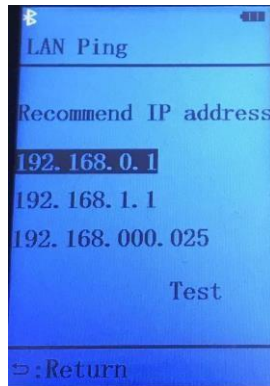 LAN Ping
Recommend IP address
192. 168. 0. 1
192. 168. 1. 1
192. 168. 000. 025
Test
:Return